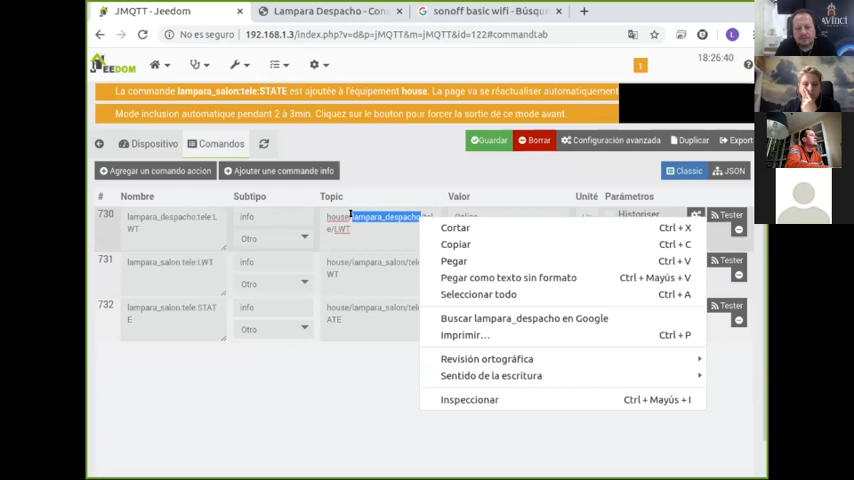 JMQTT - Jeedom
Lampara Despacho - Con
sonoff basic wifi - Búsqu
No es seguro
192.168.1.3/index.php?v=d&p=jMQTT&m=jMQTT&id=122#commandtab
JEEDOM
1
18:26:40
La commande lampara_salon:tele:STATE est ajoutée à l'équipement house. La page va se réactualiser automatiquement
Mode inclusion automatique pendant 2 à 3min. Cliquez sur le bouton pour forcer la sortie de ce mode avant.
Dispositivo
Comandos
Guardar
Borrar
Configuración avanzada
Duplicar
Export
Agregar un comando acción
Ajouter une commande info
Classic
JSON
#
Nombre
Subtipo
Topic
Valor
Unité
Parámetros
730
lampara_despacho:tele:L
WT
info
Otro
house/lampara_despacho/tel
e/LWT
Online
Historiser
Tester
731
lampara_salon:tele:LWT
info
Otro
house/lampara_salon/tele
WT
Tester
732
lampara_salon:tele:STAT
E
info
Otro
house/lampara_salon/tele
ATE
Tester
Cortar
Ctrl + X
Copiar
Ctrl + C
Pegar
Ctrl + V
Pegar como texto sin formato
Ctrl + Mayús + V
Seleccionar todo
Ctrl + A
Buscar lampara_despacho en Google
Imprimir…
Ctrl + P
Revisión ortográfica
Sentido de la escritura
Inspeccionar
Ctrl + Mayús + I